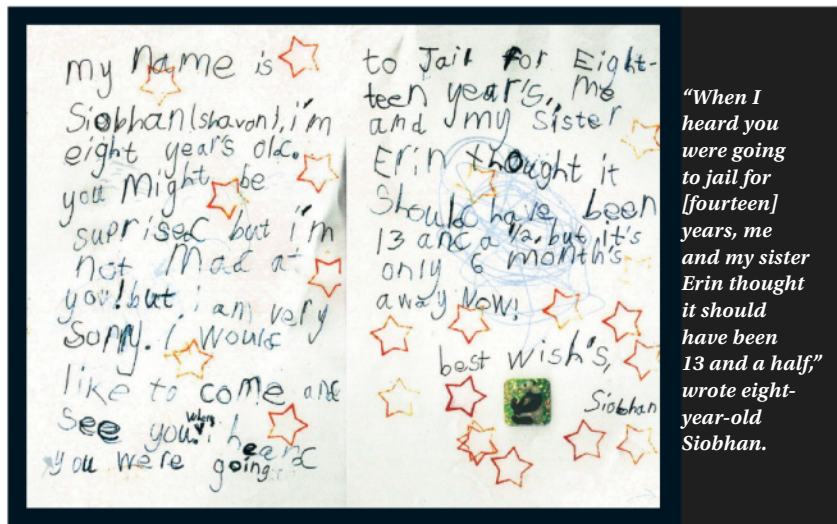 my name is
Siobhan(shavon), i'm
eight year's old.
you Might be
suprised but i'm
not Mad at
you! but i am very
Sorry. I would
like to come and
see you. when i heard
you were going
to Jail for Eight-
teen year's, me
and my sister
Erin thought it
Should have been
13 and a 1/2, but it's
only 6 month's
away Now!
best wish's,
Siobhan
“When I
heard you
were going
to jail for
[fourteen]
years, me
and my sister
Erin thought
it should
have been
13 and a half,”
wrote eight-
year-old
Siobhan.